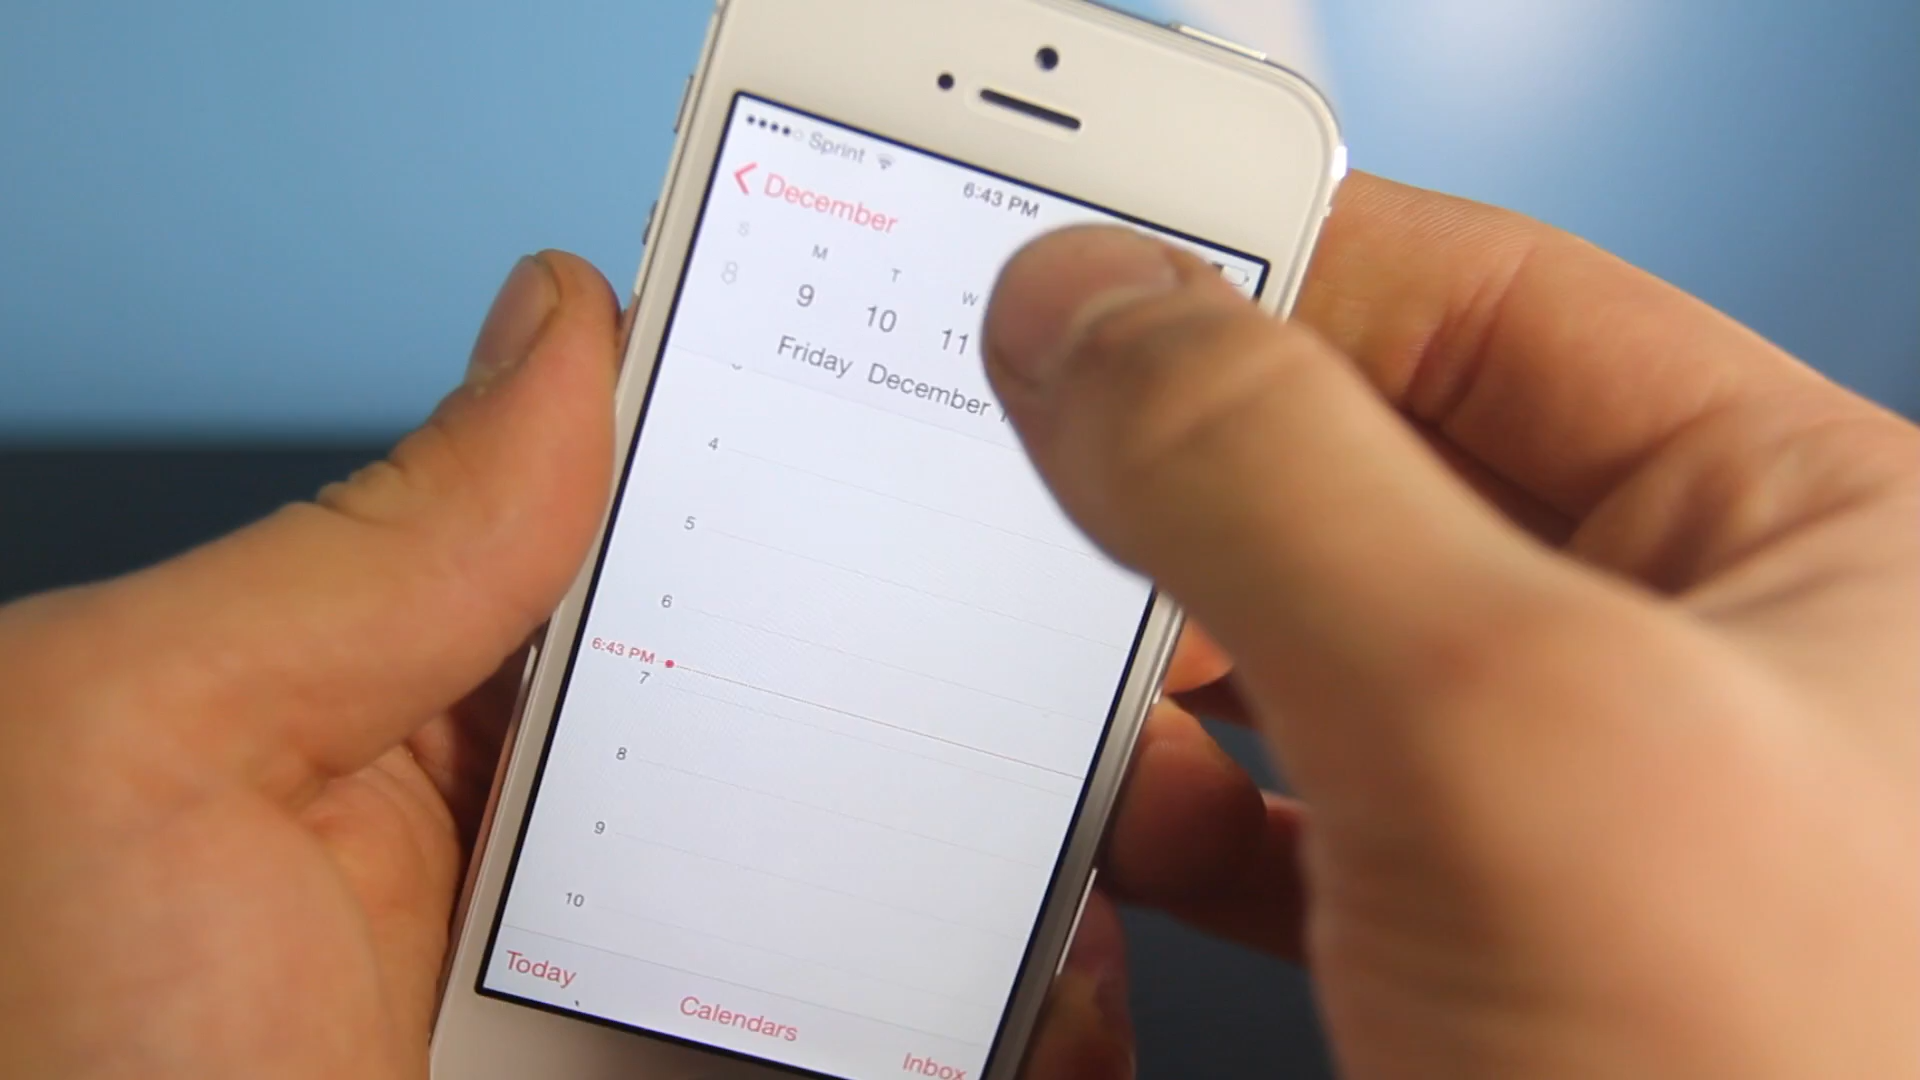 Sprint
6:43 PM
December
S M T W
8 9 10 11
Friday December
4
5
6
6:43 PM
7
8
9
10
Today Calendars Inbox